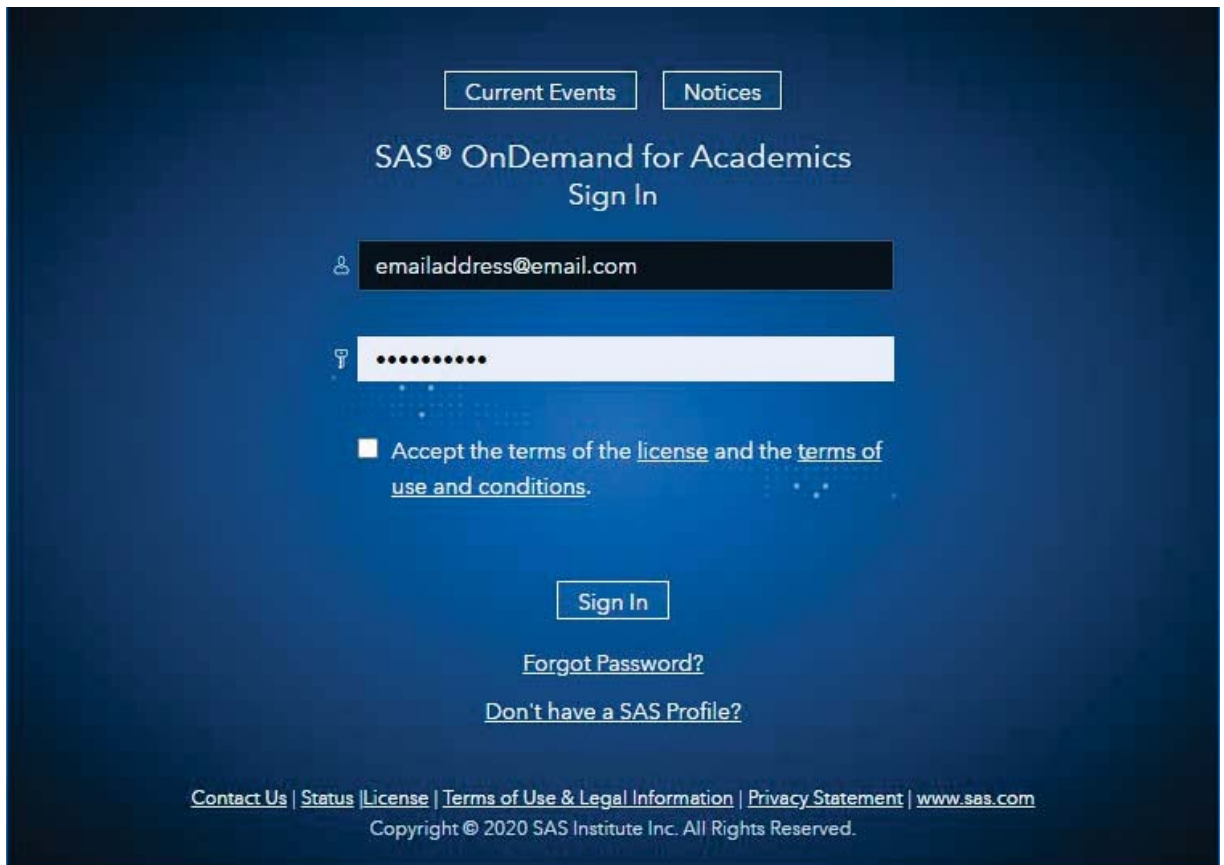 Current Events Notices
SAS® OnDemand for Academics
Sign In
emailaddress@email.com
••••••••••
Accept the terms of the license and the terms of
use and conditions.
Sign In
Forgot Password?
Don't have a SAS Profile?
Contact Us | Status |License | Terms of Use & Legal Information | Privacy Statement | www.sas.com
Copyright © 2020 SAS Institute Inc. All Rights Reserved.